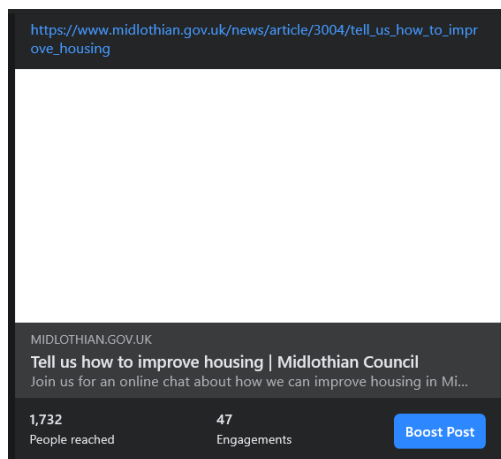 https://www.midlothian.gov.uk/news/article/3004/tell_us_how_to_impr
ove_housing
MIDLOTHIAN.GOV.UK
Tell us how to improve housing | Midlothian Council
Join us for an online chat about how we can improve housing in Mi...
1,732
People reached
47
Engagements
Boost Post